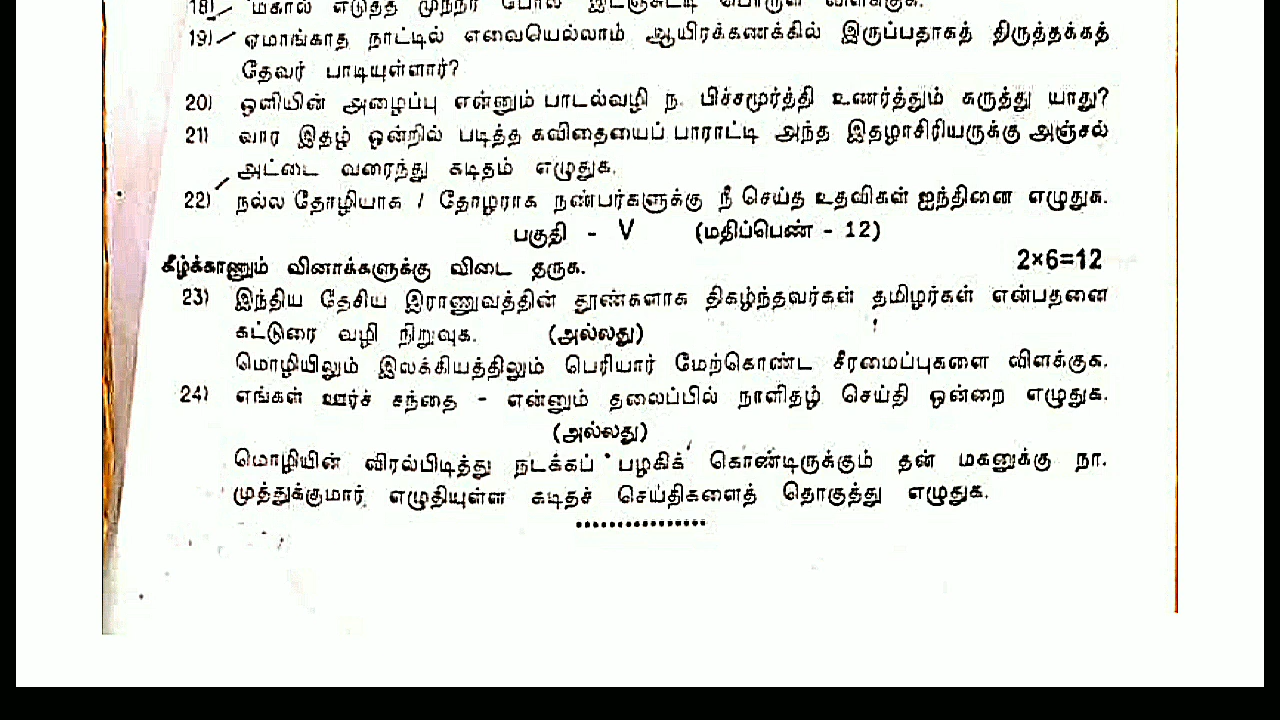 18) மகால் எடுத்த முந்நீர் போல இடஞ்சுட்டி பொருள் விளக்குக.
19) ஏமாங்காத நாட்டில் எவையெல்லாம் ஆயிரக்கணக்கில் இருப்பதாகத் திருத்தக்கத்
தேவர் பாடியுள்ளார்?
20) ஒளியின் அழைப்பு என்னும் பாடல்வழி ந. பிச்சமூர்த்தி உணர்த்தும் கருத்து யாது?
21) வார இதழ் ஒன்றில் படித்த கவிதையைப் பாராட்டி அந்த இதழாசிரியருக்கு அஞ்சல்
அட்டை வரைந்து கடிதம் எழுதுக.
22) நல்ல தோழியாக / தோழராக நண்பர்களுக்கு நீ செய்த உதவிகள் ஐந்தினை எழுதுக.
பகுதி - V (மதிப்பெண் - 12)
கீழ்க்காணும் வினாக்களுக்கு விடை தருக. 2×6=12
23) இந்திய தேசிய இராணுவத்தின் தூண்களாக திகழ்ந்தவர்கள் தமிழர்கள் என்பதனை
கட்டுரை வழி நிறுவுக. (அல்லது)
மொழியிலும் இலக்கியத்திலும் பெரியார் மேற்கொண்ட சீரமைப்புகளை விளக்குக.
24) எங்கள் ஊர்ச் சந்தை - என்னும் தலைப்பில் நாளிதழ் செய்தி ஒன்றை எழுதுக.
(அல்லது)
மொழியின் விரல்பிடித்து நடக்கப் பழகிக் கொண்டிருக்கும் தன் மகனுக்கு நா.
முத்துக்குமார் எழுதியுள்ள கடிதச் செய்திகளைத் தொகுத்து எழுதுக.